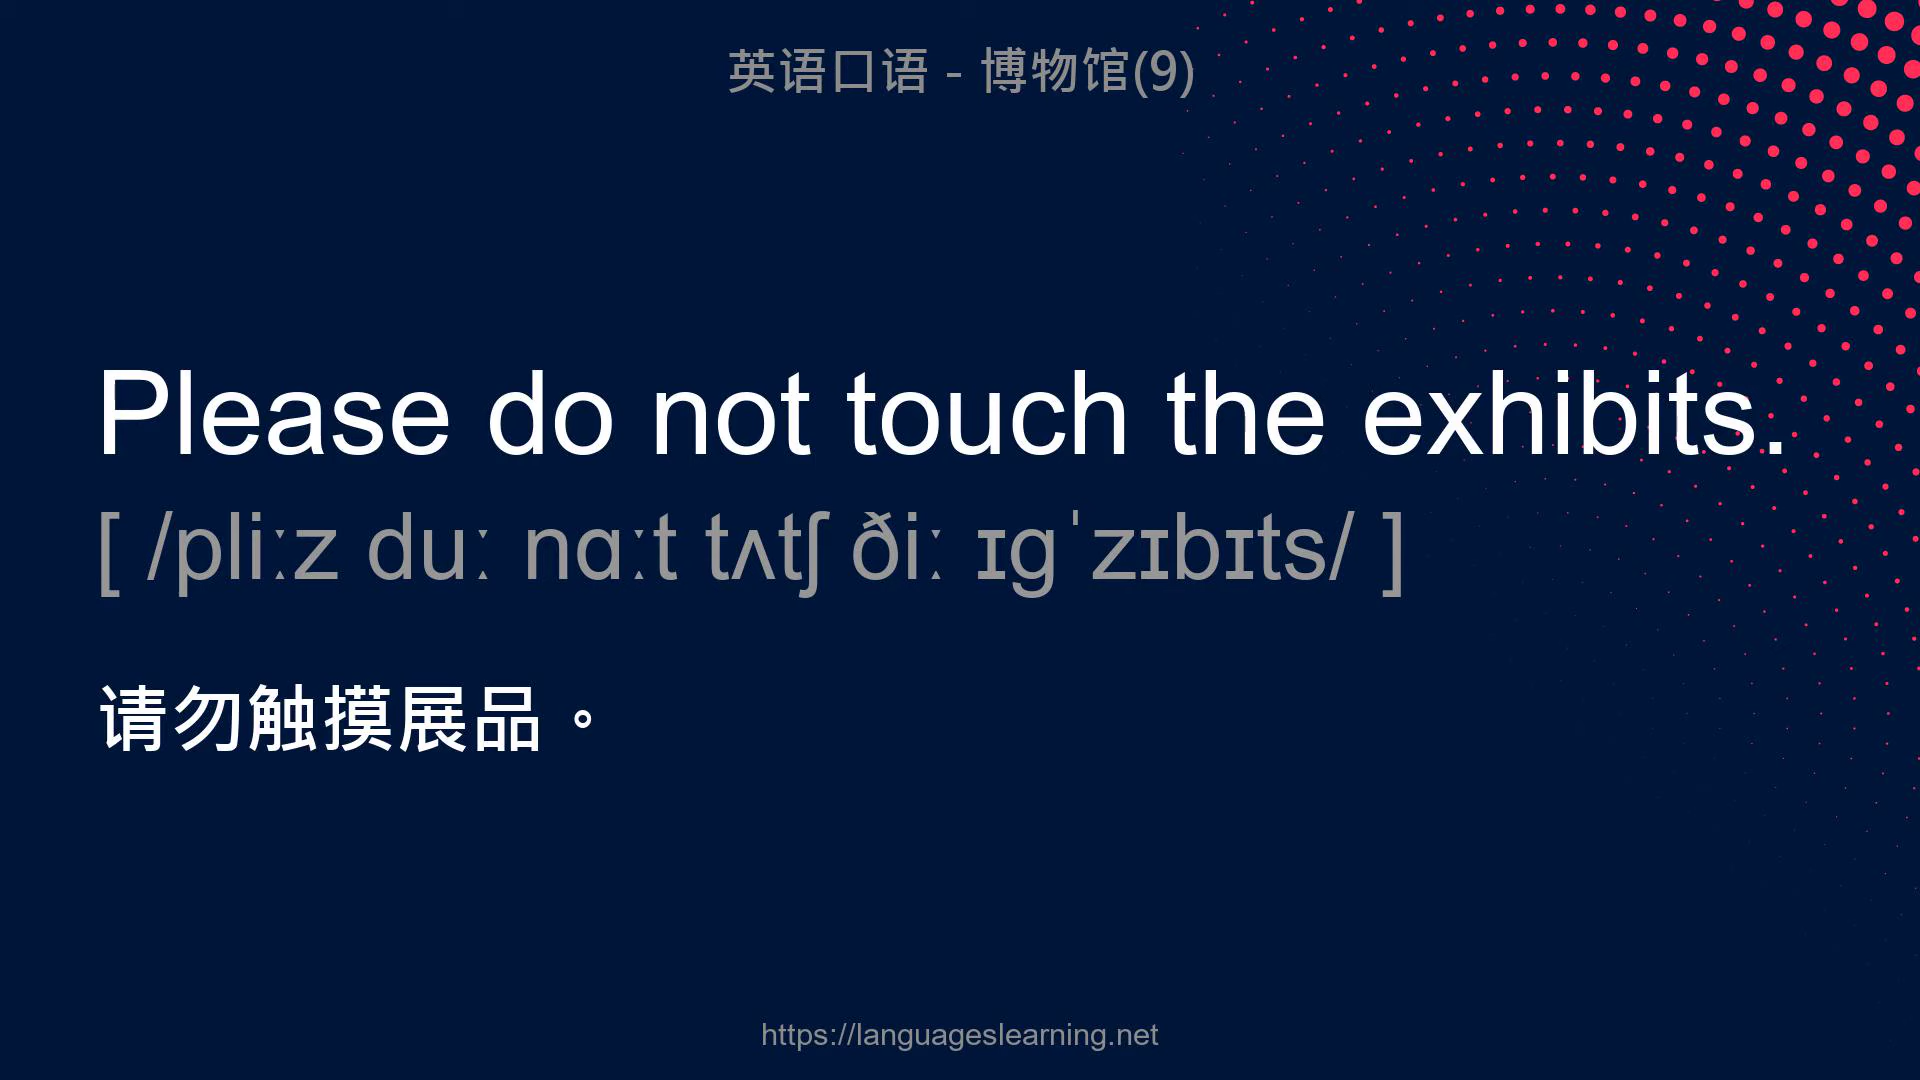 英语口语 - 博物馆(9)
Please do not touch the exhibits.
[ /pliːz duː nɑːt tʌtʃ ðiː ɪgˈzɪbɪts/ ]
请勿触摸展品。
https://languageslearning.net